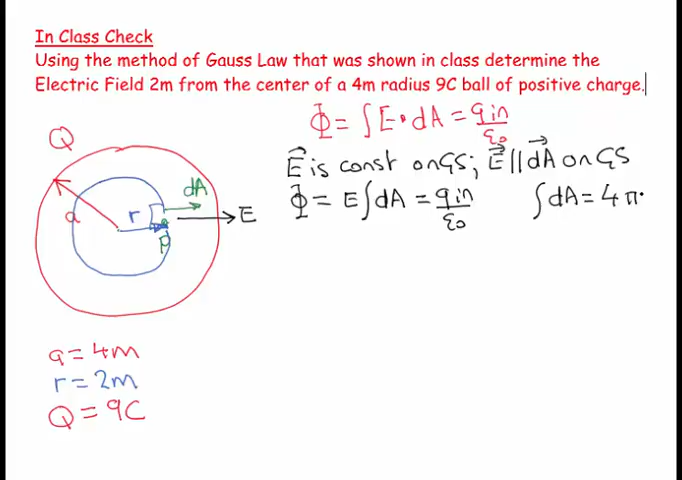 In Class Check
Using the method of Gauss Law that was shown in class determine the
Electric Field 2m from the center of a 4m radius 9C ball of positive charge.
Φ = ∫ E • dA = qin/ε0
Q
E⃗ is const on GS; E⃗ || dA⃗ on GS
dA
Φ = E ∫ dA = qin/ε0
∫ dA = 4 π
r
a
E
P
a = 4m
r = 2m
Q = 9C